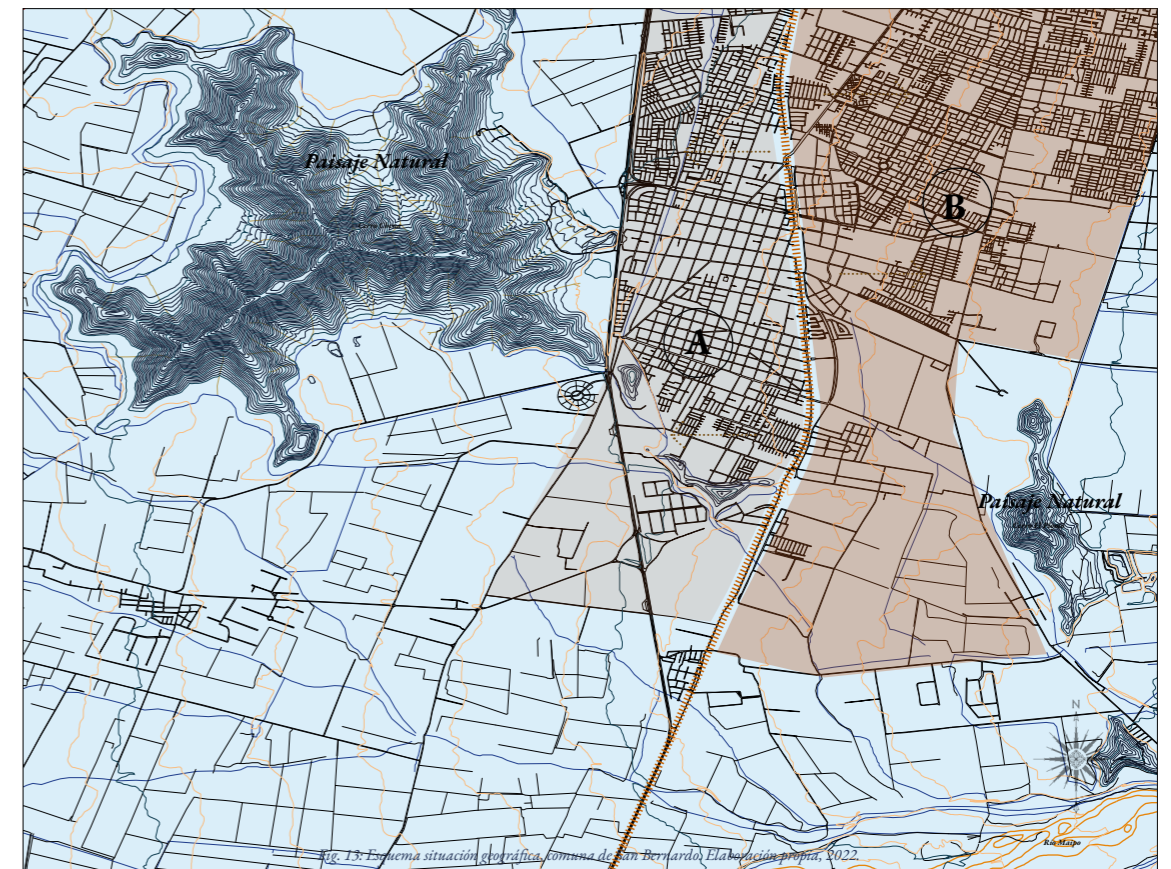 Paisaje Natural
B
A
Paisaje Natural
N
Río Maipo
Fig. 13: Esquema situación geográfica, comuna de San Bernardo. Elaboración propia, 2022.